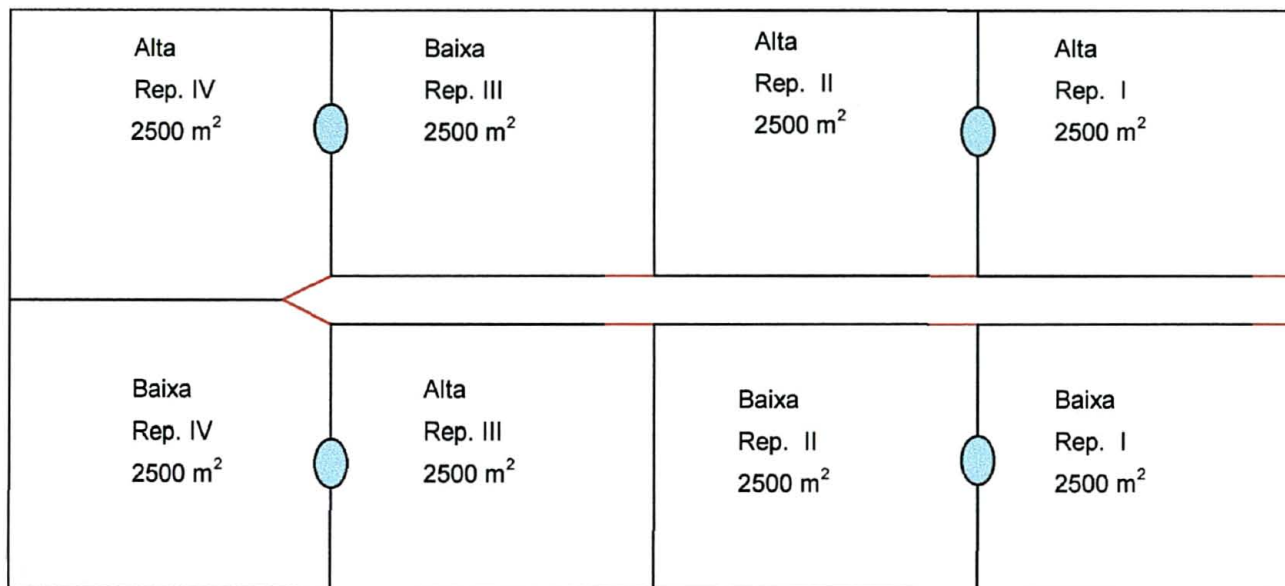 Alta
Rep. IV
2500 m²
Baixa
Rep. III
2500 m²
Alta
Rep. II
2500 m²
Alta
Rep. I
2500 m²
Baixa
Rep. IV
2500 m²
Alta
Rep. III
2500 m²
Baixa
Rep. II
2500 m²
Baixa
Rep. I
2500 m²